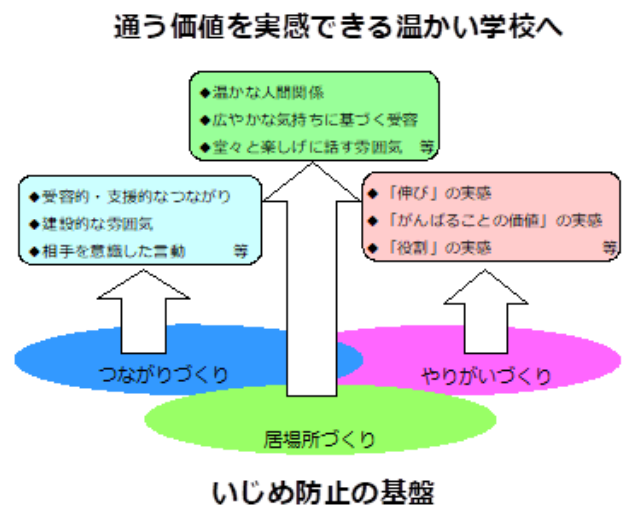 通う価値を実感できる温かい学校へ
◆温かな人間関係
◆広やかな気持ちに基づく受容
◆堂々と楽しげに話す雰囲気 等
◆受容的・支援的なつながり
◆建設的な雰囲気
◆相手を意識した言動 等
◆「伸び」の実感
◆「がんばることの価値」の実感
◆「役割」の実感 等
つながりづくり
やりがいづくり
居場所づくり
いじめ防止の基盤